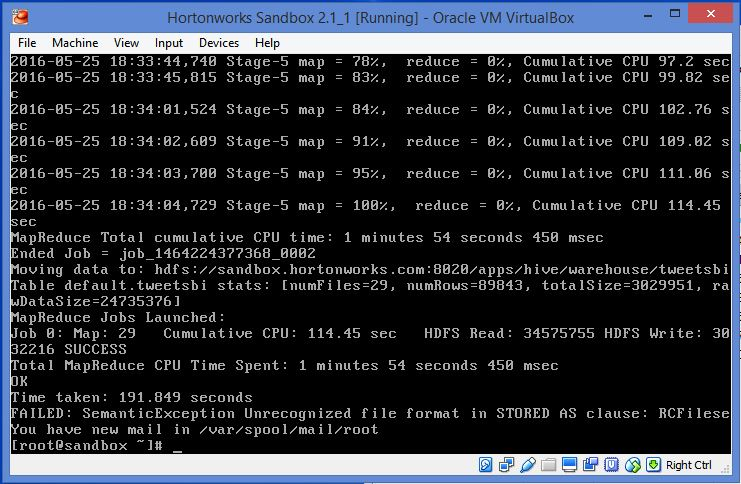 Hortonworks Sandbox 2.1_1 [Running] - Oracle VM VirtualBox
File Machine View Input Devices Help
2016-05-25 18:33:44,740 Stage-5 map = 78%,  reduce = 0%, Cumulative CPU 97.2 sec
2016-05-25 18:33:45,815 Stage-5 map = 83%,  reduce = 0%, Cumulative CPU 99.82 se
c
2016-05-25 18:34:01,524 Stage-5 map = 84%,  reduce = 0%, Cumulative CPU 102.76 s
ec
2016-05-25 18:34:02,609 Stage-5 map = 91%,  reduce = 0%, Cumulative CPU 109.02 s
ec
2016-05-25 18:34:03,700 Stage-5 map = 95%,  reduce = 0%, Cumulative CPU 111.06 s
ec
2016-05-25 18:34:04,729 Stage-5 map = 100%,  reduce = 0%, Cumulative CPU 114.45
sec
MapReduce Total cumulative CPU time: 1 minutes 54 seconds 450 msec
Ended Job = job_1464224377368_0002
Moving data to: hdfs://sandbox.hortonworks.com:8020/apps/hive/warehouse/tweetsbi
Table default.tweetsbi stats: [numFiles=29, numRows=89843, totalSize=3029951, ra
wDataSize=24735376]
MapReduce Jobs Launched:
Job 0: Map: 29   Cumulative CPU: 114.45 sec   HDFS Read: 34575755 HDFS Write: 30
32216 SUCCESS
Total MapReduce CPU Time Spent: 1 minutes 54 seconds 450 msec
OK
Time taken: 191.849 seconds
FAILED: SemanticException Unrecognized file format in STORED AS clause: RCFilese
You have new mail in /var/spool/mail/root
[root@sandbox ~]# _
Right Ctrl